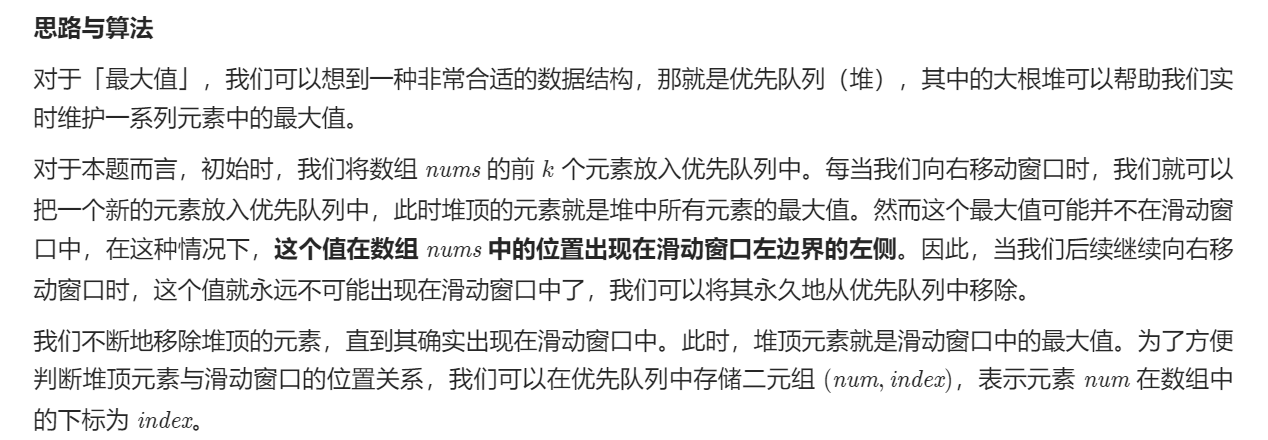 思路与算法
对于「最大值」，我们可以想到一种非常合适的数据结构，那就是优先队列（堆），其中的大根堆可以帮助我们实
时维护一系列元素中的最大值。
对于本题而言，初始时，我们将数组 nums 的前 k 个元素放入优先队列中。每当我们向右移动窗口时，我们就可以
把一个新的元素放入优先队列中，此时堆顶的元素就是堆中所有元素的最大值。然而这个最大值可能并不在滑动窗
口中，在这种情况下，这个值在数组 nums 中的位置出现在滑动窗口左边界的左侧。因此，当我们后续继续向右移
动窗口时，这个值就永远不可能出现在滑动窗口中了，我们可以将其永久地从优先队列中移除。
我们不断地移除堆顶的元素，直到其确实出现在滑动窗口中。此时，堆顶元素就是滑动窗口中的最大值。为了方便
判断堆顶元素与滑动窗口的位置关系，我们可以在优先队列中存储二元组 (num, index)，表示元素 num 在数组中
的下标为 index。